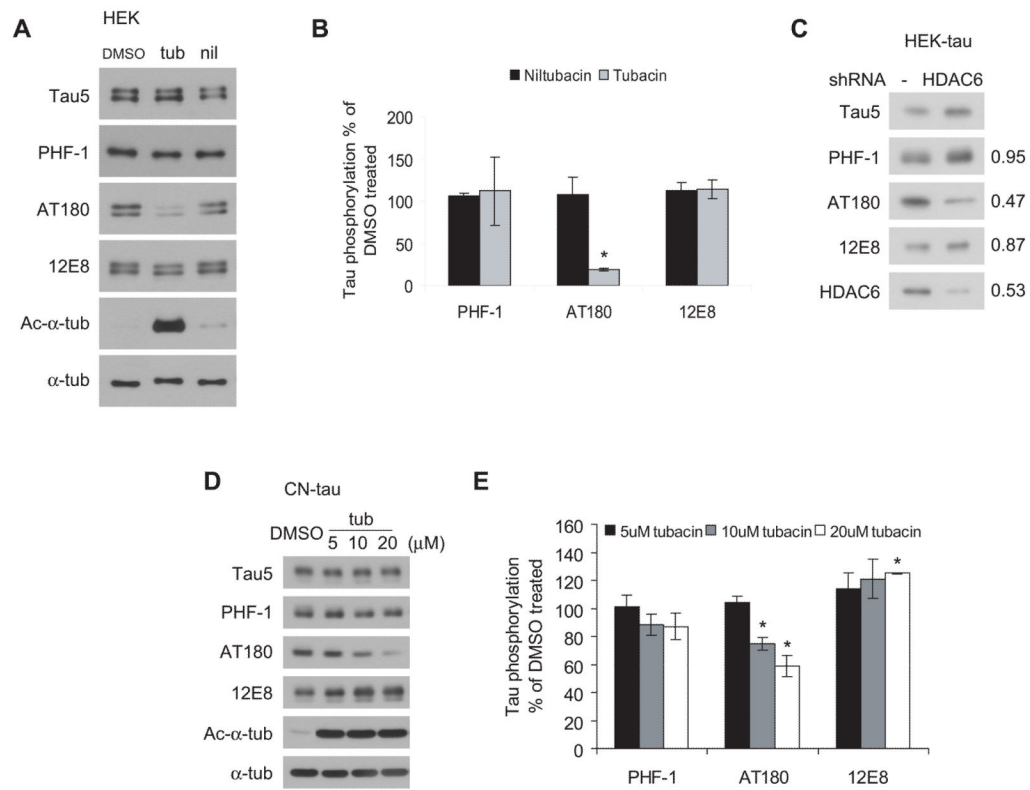 A
HEK
DMSO tub nil
Tau5
PHF-1
AT180
12E8
Ac-α-tub
α-tub
B
Niltubacin Tubacin
Tau phosphorylation % of
DMSO treated
200
150
100
50
0
*
PHF-1 AT180 12E8
C
HEK-tau
shRNA - HDAC6
Tau5
PHF-1 0.95
AT180 0.47
12E8 0.87
HDAC6 0.53
D
CN-tau
tub
DMSO 5 10 20 (μM)
Tau5
PHF-1
AT180
12E8
Ac-α-tub
α-tub
E
5uM tubacin 10uM tubacin 20uM tubacin
Tau phosphorylation
% of DMSO treated
160
140
120
100
80
60
40
20
0
* * *
PHF-1 AT180 12E8